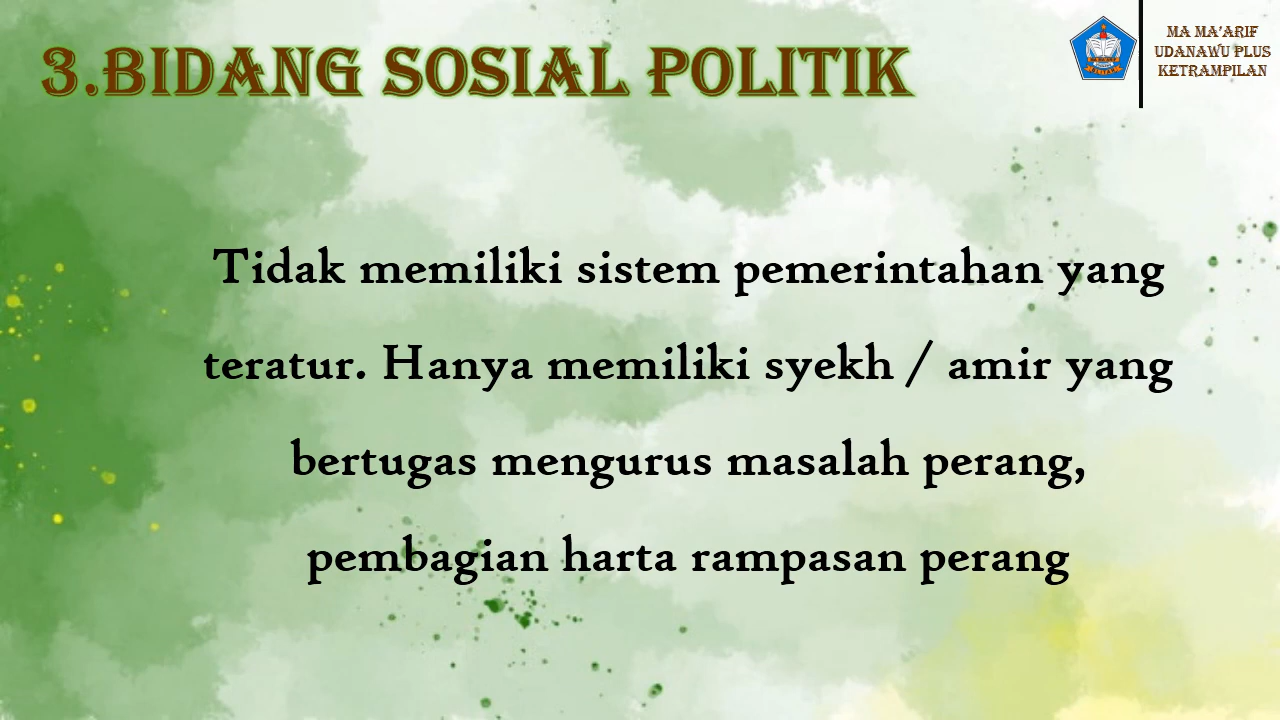 3.BIDANG SOSIAL POLITIK
MA MA'ARIF
UDANAWU PLUS
KETRAMPILAN
Tidak memiliki sistem pemerintahan yang
teratur. Hanya memiliki syekh / amir yang
bertugas mengurus masalah perang,
pembagian harta rampasan perang